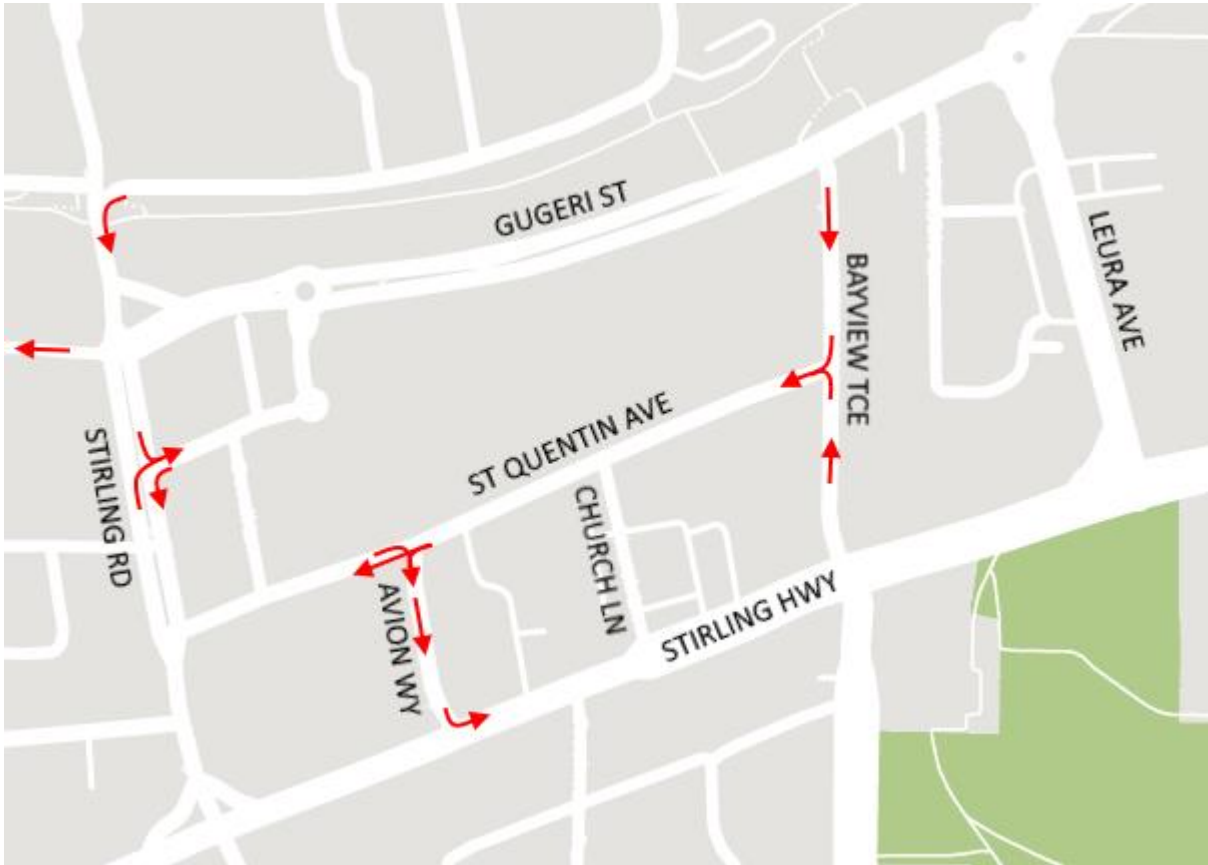 GUGERI ST
BAYVIEW TCE
LEURA AVE
ST QUENTIN AVE
STIRLING RD
CHURCH LN
AVION WY
STIRLING HWY